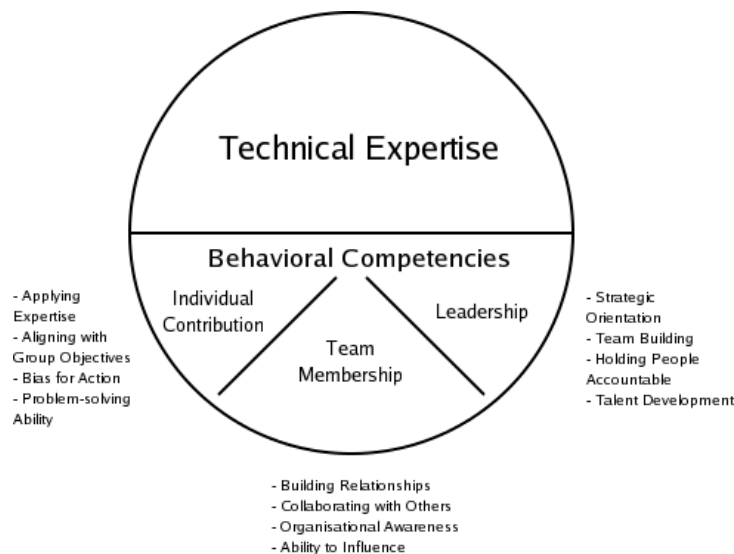 Technical Expertise
Behavioral Competencies
Individual
Contribution
Team
Membership
Leadership
- Applying
Expertise
- Aligning with
Group Objectives
- Bias for Action
- Problem-solving
Ability
- Strategic
Orientation
- Team Building
- Holding People
Accountable
- Talent Development
- Building Relationships
- Collaborating with Others
- Organisational Awareness
- Ability to Influence